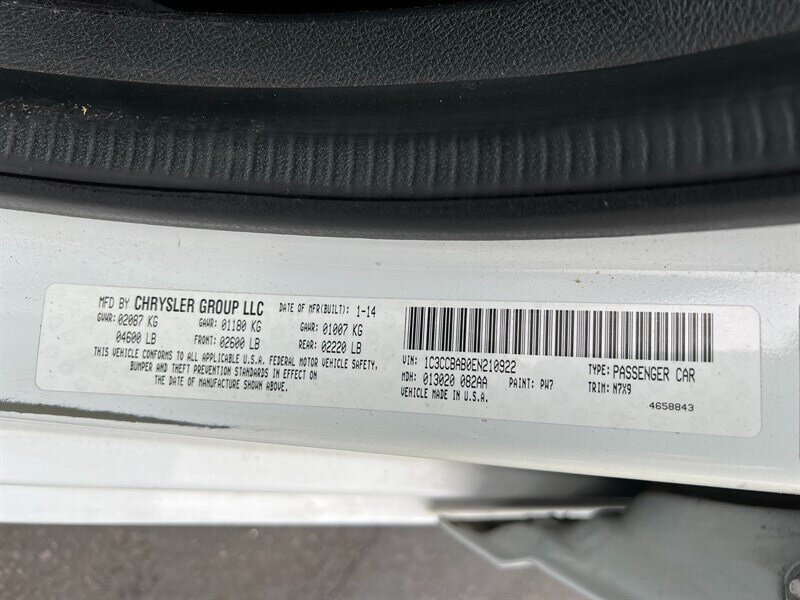 MFD BY CHRYSLER GROUP LLC DATE OF MFR(BUILT): 1-14
GVWR: 02087 KG GAWR: 01180 KG GAWR: 01007 KG
04600 LB FRONT: 02600 LB REAR: 02220 LB
THIS VEHICLE CONFORMS TO ALL APPLICABLE U.S.A. FEDERAL MOTOR VEHICLE SAFETY,
BUMPER AND THEFT PREVENTION STANDARDS IN EFFECT ON
THE DATE OF MANUFACTURE SHOWN ABOVE.
VIN: 1C3CCBAB0EN210922 TYPE: PASSENGER CAR
MDH: 013020 082AA PAINT: PW7 TRIM: N7X9
VEHICLE MADE IN U.S.A.
4658843